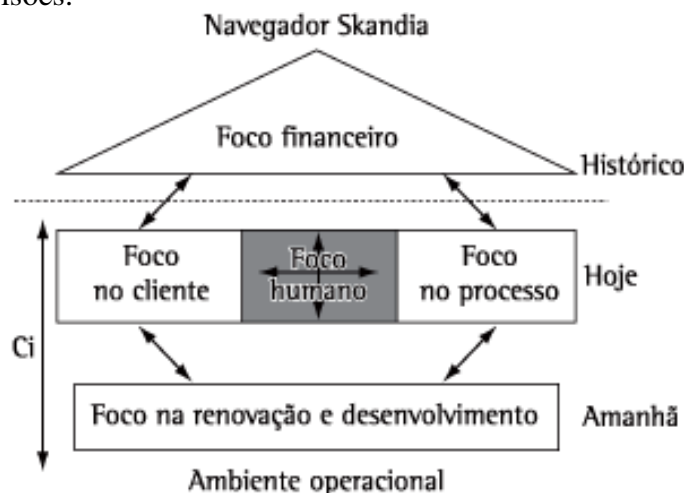 isões.
Navegador Skandia
Foco financeiro
Histórico
Foco
no cliente
Foco
humano
Foco
no processo
Hoje
Ci
Foco na renovação e desenvolvimento
Amanhã
Ambiente operacional